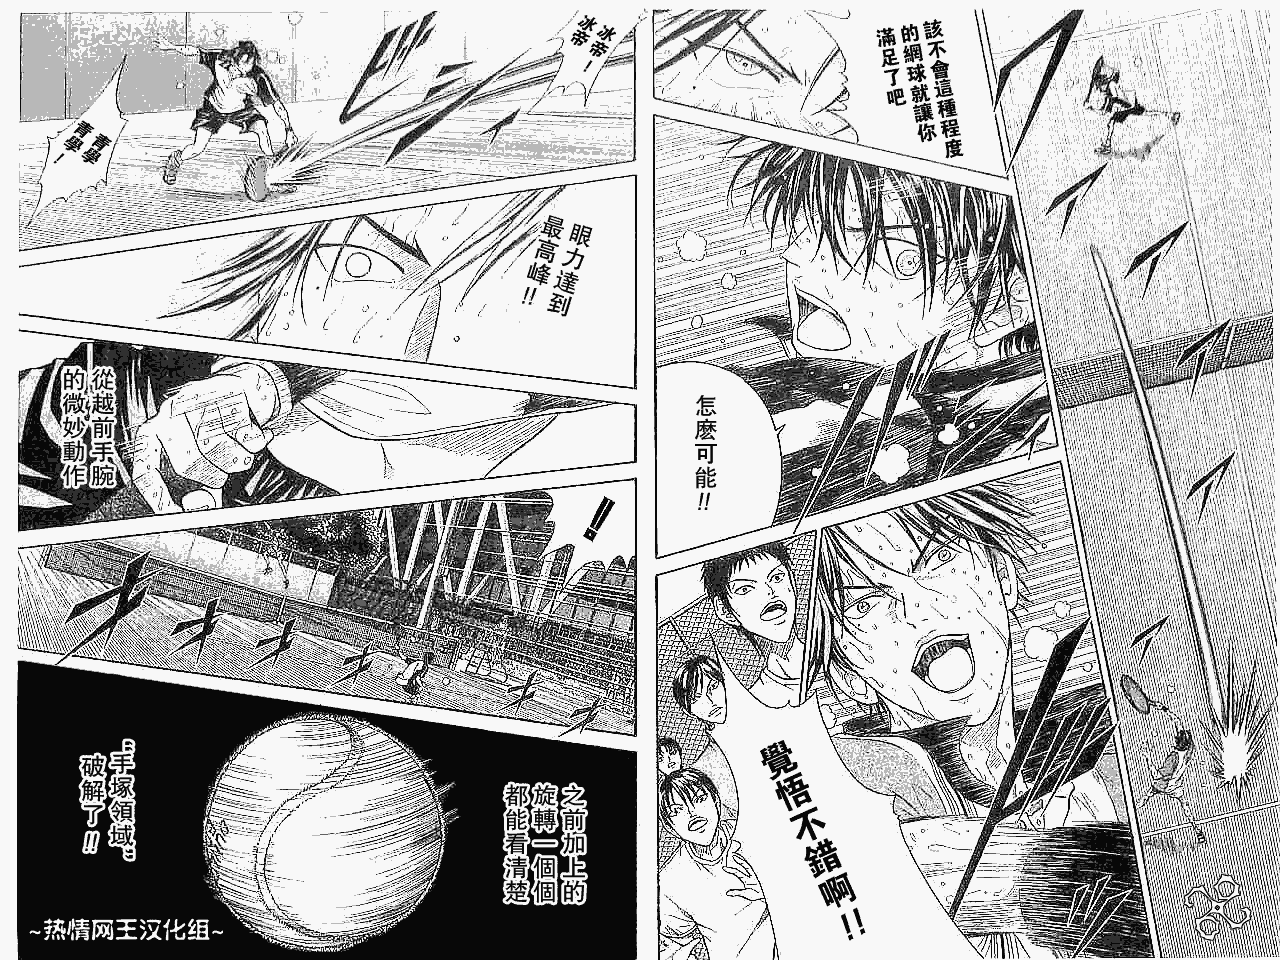 該不會這種程度
的網球就讓你
滿足了吧
怎麽可能!!
覺悟不錯啊!!
冰帝!
冰帝!
青學
青學!
眼力達到
最高峰!!
從越前手腕
的微妙動作
!!
之前加上的
旋轉一個個
都能看清楚
"手塚領域"
破解了!!
~热情网王汉化组~